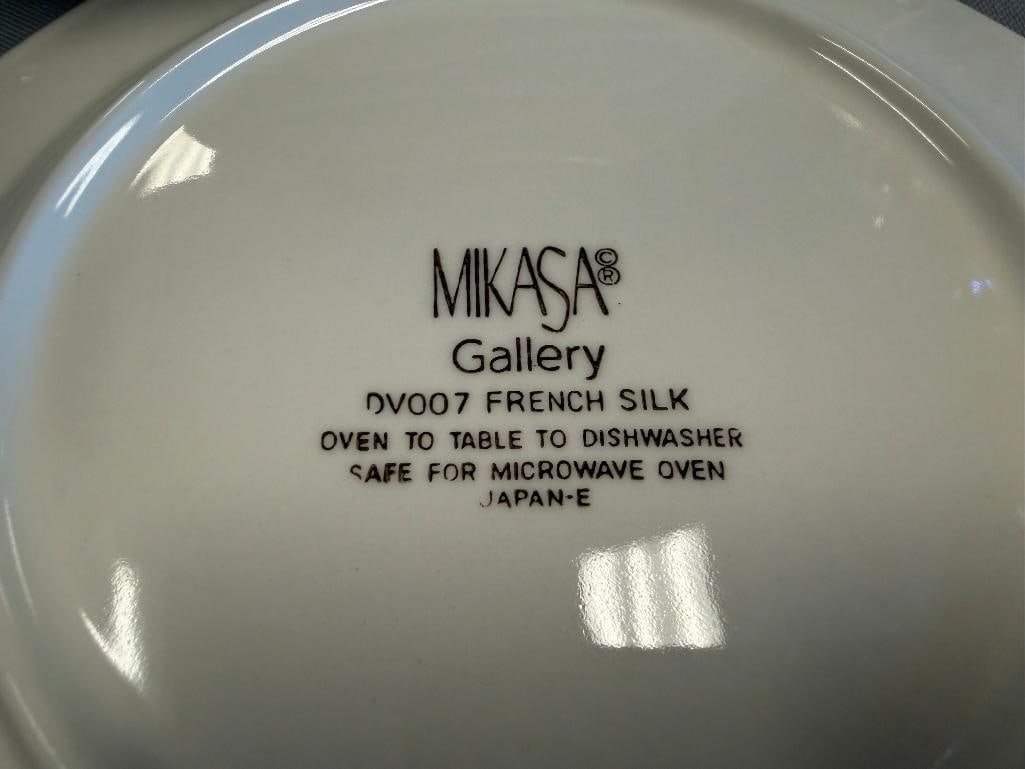 MIKASA©®
Gallery
DV007 FRENCH SILK
OVEN TO TABLE TO DISHWASHER
SAFE FOR MICROWAVE OVEN
JAPAN-E